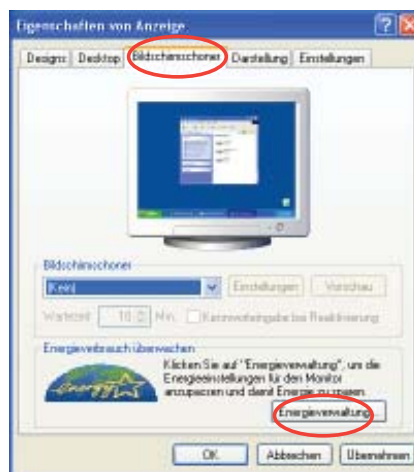 Eigenschaften von Anzeige
Designs Desktop Bildschirmschoner Darstellung Einstellungen
Bildschirmschoner
(Kein) Einstellungen Vorschau
Wartezeit 10 Min. Kennworteingabe bei Reaktivierung
Energieverbrauch überwachen
Klicken Sie auf "Energieverwaltung", um die
Energieeinstellungen für den Monitor
anzupassen und damit Energie zu sparen.
Energieverwaltung...
OK Abbrechen Übernehmen